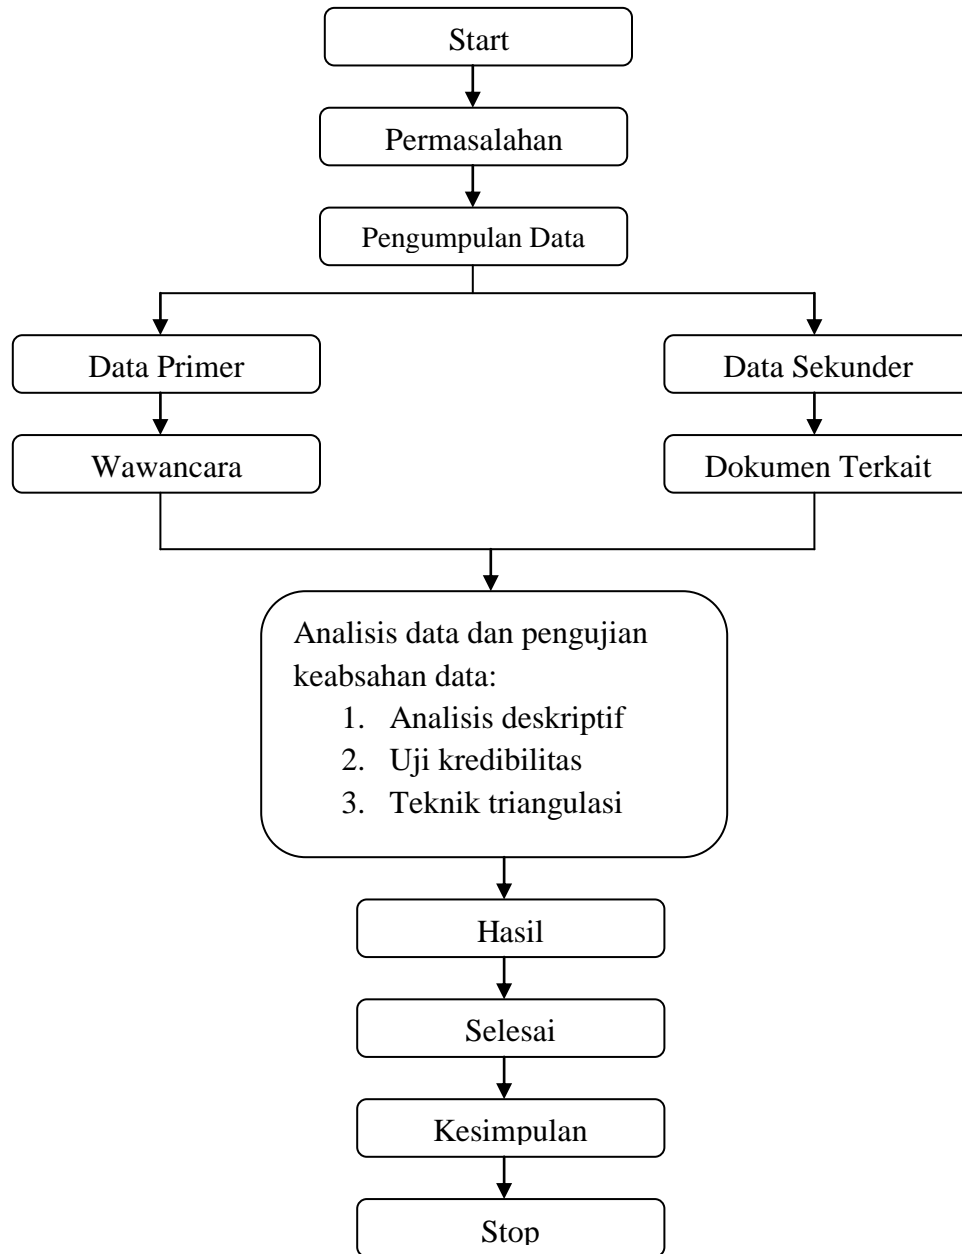 Start
Permasalahan
Pengumpulan Data
Data Primer
Data Sekunder
Wawancara
Dokumen Terkait
Analisis data dan pengujian
keabsahan data:
1. Analisis deskriptif
2. Uji kredibilitas
3. Teknik triangulasi
Hasil
Selesai
Kesimpulan
Stop